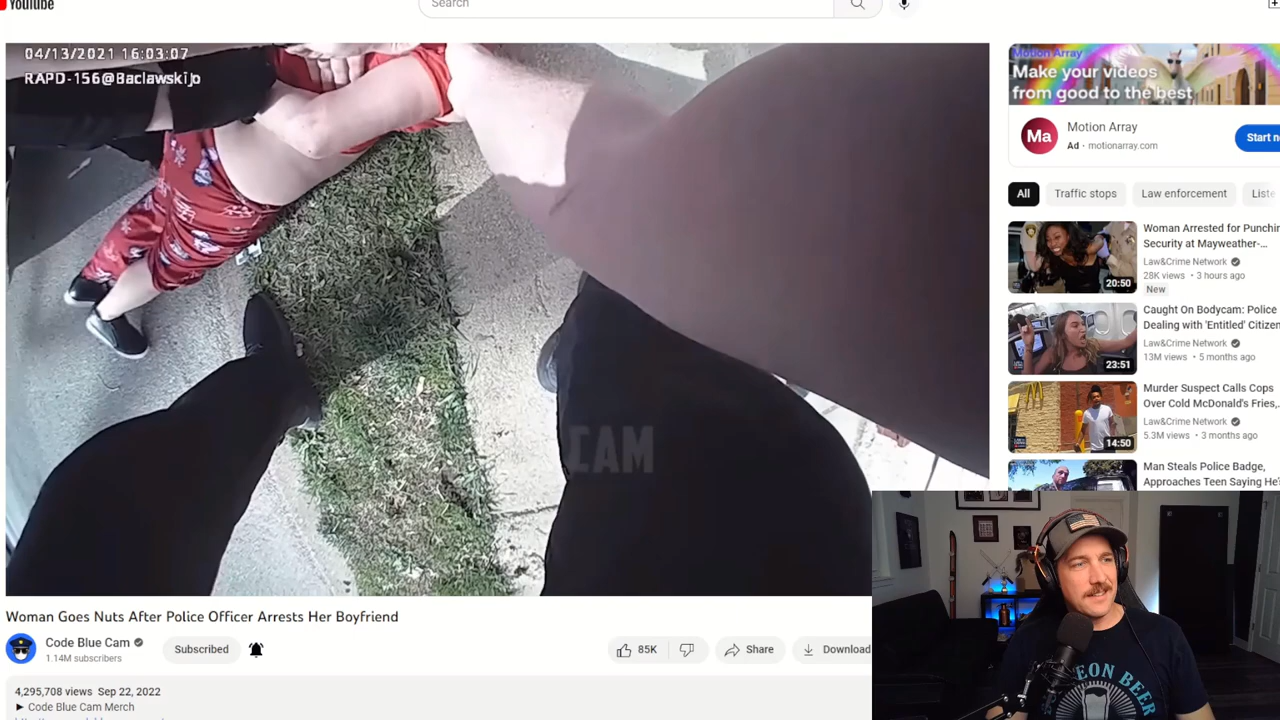 YouTube
Search
04/13/2021 16:03:07
RAPD-156@Baclawskijo
CAM
Motion Array
Make your videos
from good to the best
Ma
Motion Array
Ad · motionarray.com
Start n
All
Traffic stops
Law enforcement
Liste
Woman Arrested for Punchin
Security at Mayweather-...
Law&Crime Network
28K views • 3 hours ago
New
20:50
Caught On Bodycam: Police
Dealing with 'Entitled' Citizen
Law&Crime Network
13M views • 5 months ago
23:51
Murder Suspect Calls Cops
Over Cold McDonald's Fries,..
Law&Crime Network
5.3M views • 3 months ago
14:50
Man Steals Police Badge,
Approaches Teen Saying He'
Woman Goes Nuts After Police Officer Arrests Her Boyfriend
Code Blue Cam
1.14M subscribers
Subscribed
85K
Share
Download
4,295,708 views Sep 22, 2022
► Code Blue Cam Merch
EON BEER